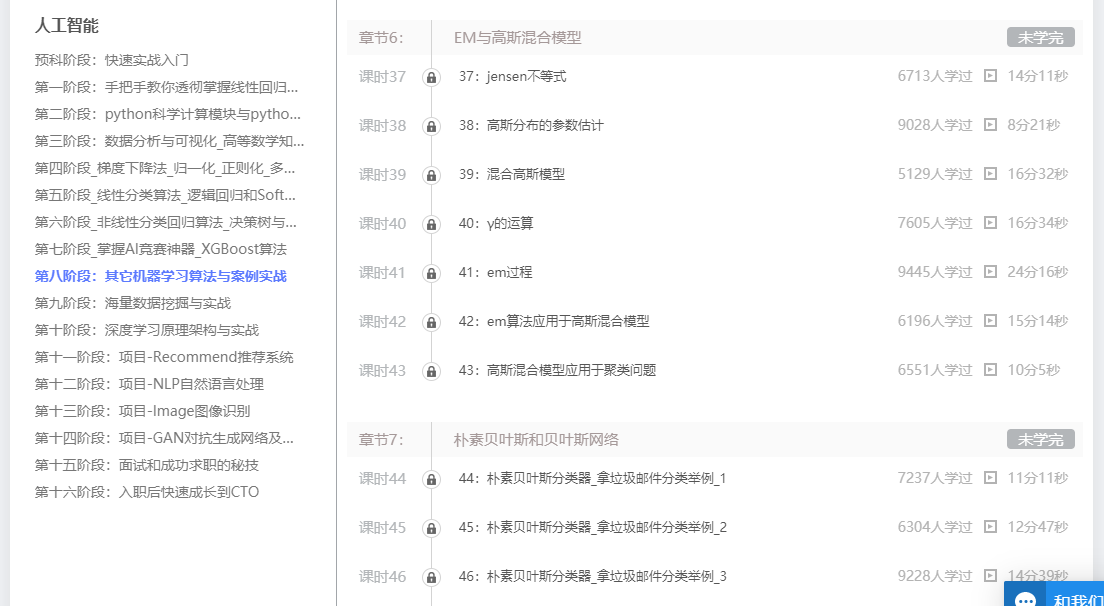 人工智能
预科阶段：快速实战入门
第一阶段：手把手教你透彻掌握线性回归...
第二阶段：python科学计算模块与pytho...
第三阶段：数据分析与可视化_高等数学知...
第四阶段_梯度下降法_归一化_正则化_多...
第五阶段_线性分类算法_逻辑回归和Soft...
第六阶段_非线性分类回归算法_决策树与...
第七阶段_掌握AI竞赛神器_XGBoost算法
第八阶段：其它机器学习算法与案例实战
第九阶段：海量数据挖掘与实战
第十阶段：深度学习原理架构与实战
第十一阶段：项目-Recommend推荐系统
第十二阶段：项目-NLP自然语言处理
第十三阶段：项目-Image图像识别
第十四阶段：项目-GAN对抗生成网络及...
第十五阶段：面试和成功求职的秘技
第十六阶段：入职后快速成长到CTO
章节6： EM与高斯混合模型 未学完
课时37 37：jensen不等式 6713人学过 14分11秒
课时38 38：高斯分布的参数估计 9028人学过 8分21秒
课时39 39：混合高斯模型 5129人学过 16分32秒
课时40 40：γ的运算 7605人学过 16分34秒
课时41 41：em过程 9445人学过 24分16秒
课时42 42：em算法应用于高斯混合模型 6196人学过 15分14秒
课时43 43：高斯混合模型应用于聚类问题 6551人学过 10分5秒
章节7： 朴素贝叶斯和贝叶斯网络 未学完
课时44 44：朴素贝叶斯分类器_拿垃圾邮件分类举例_1 7237人学过 11分11秒
课时45 45：朴素贝叶斯分类器_拿垃圾邮件分类举例_2 6304人学过 12分47秒
课时46 46：朴素贝叶斯分类器_拿垃圾邮件分类举例_3 9228人学过 14分39秒
和我们